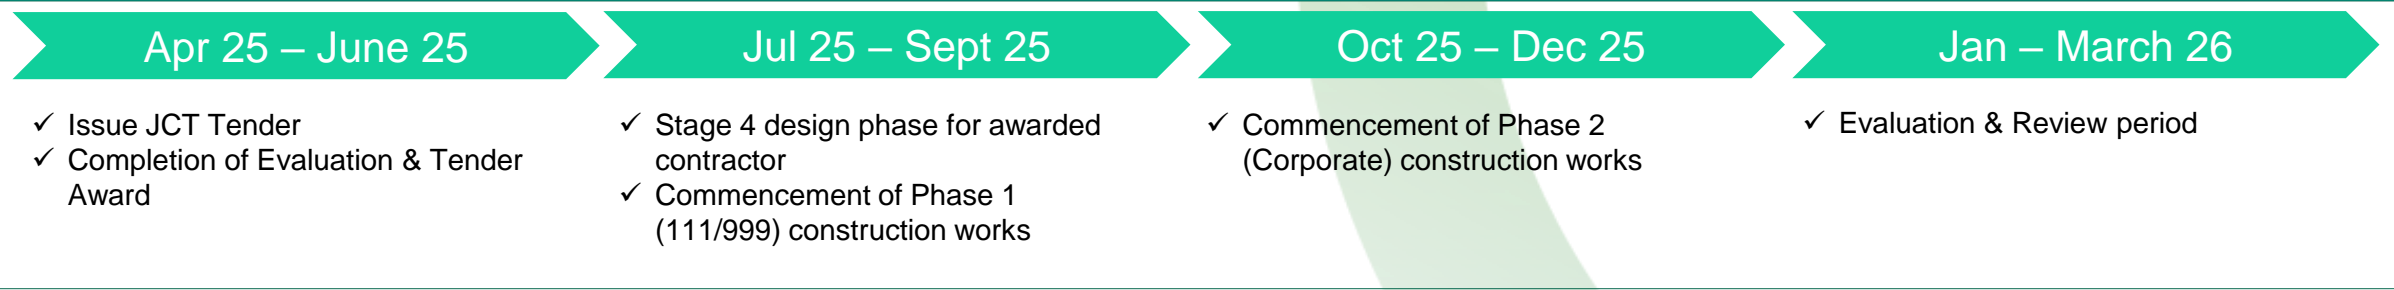 Apr 25 – June 25
✓ Issue JCT Tender
✓ Completion of Evaluation & Tender
Award
Jul 25 – Sept 25
✓ Stage 4 design phase for awarded
contractor
✓ Commencement of Phase 1
(111/999) construction works
Oct 25 – Dec 25
✓ Commencement of Phase 2
(Corporate) construction works
Jan – March 26
✓ Evaluation & Review period